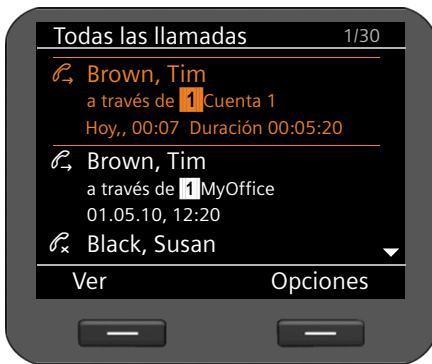 Todas las llamadas 1/30
Brown, Tim
a través de 1 Cuenta 1
Hoy,, 00:07 Duración 00:05:20
Brown, Tim
a través de 1 MyOffice
01.05.10, 12:20
Black, Susan
Ver Opciones